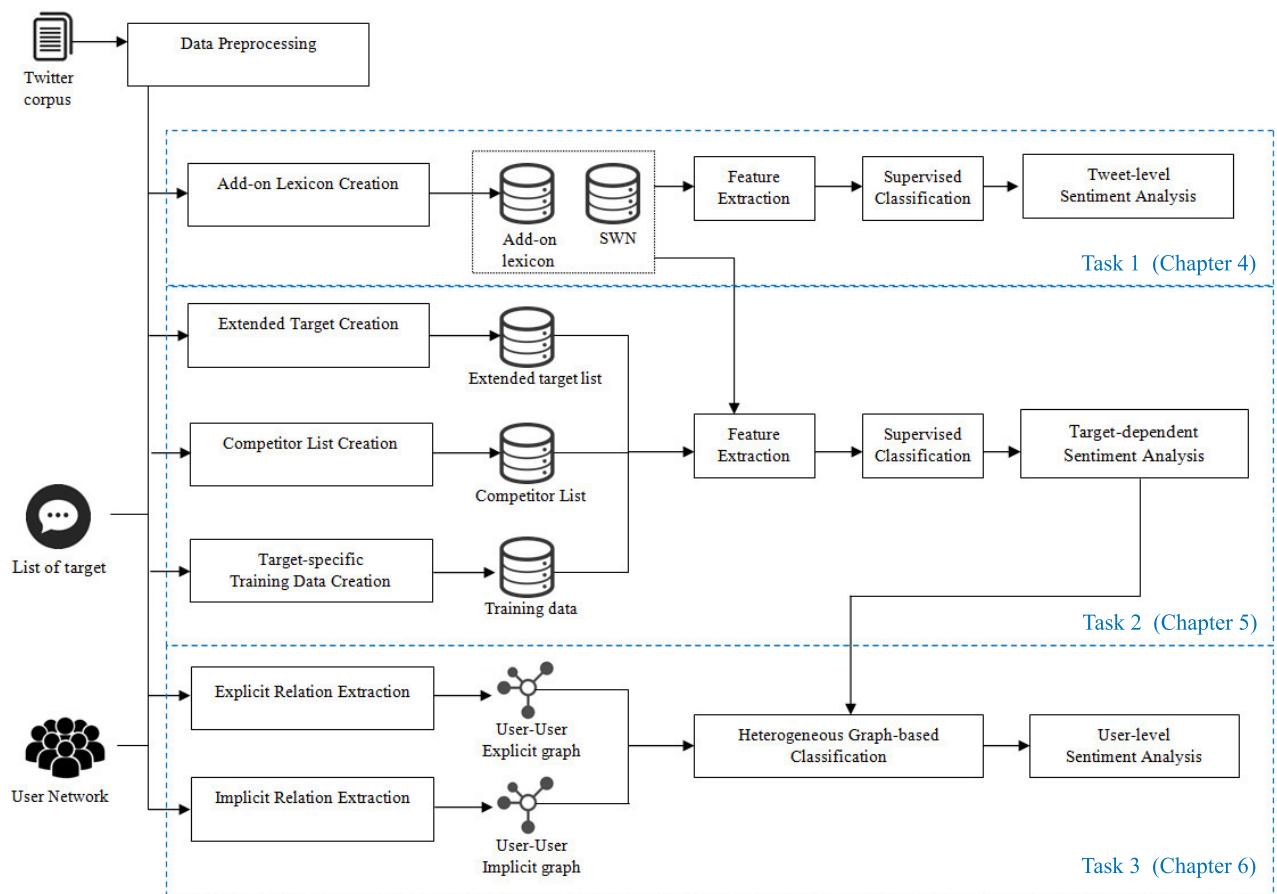 Data Preprocessing
Twitter
corpus
Add-on Lexicon Creation
Add-on
lexicon
SWN
Feature
Extraction
Supervised
Classification
Tweet-level
Sentiment Analysis
Task 1 (Chapter 4)
Extended Target Creation
Extended target list
Competitor List Creation
Competitor List
Feature
Extraction
Supervised
Classification
Target-dependent
Sentiment Analysis
List of target
Target-specific
Training Data Creation
Training data
Task 2 (Chapter 5)
Explicit Relation Extraction
User-User
Explicit graph
Heterogeneous Graph-based
Classification
User-level
Sentiment Analysis
User Network
Implicit Relation Extraction
User-User
Implicit graph
Task 3 (Chapter 6)